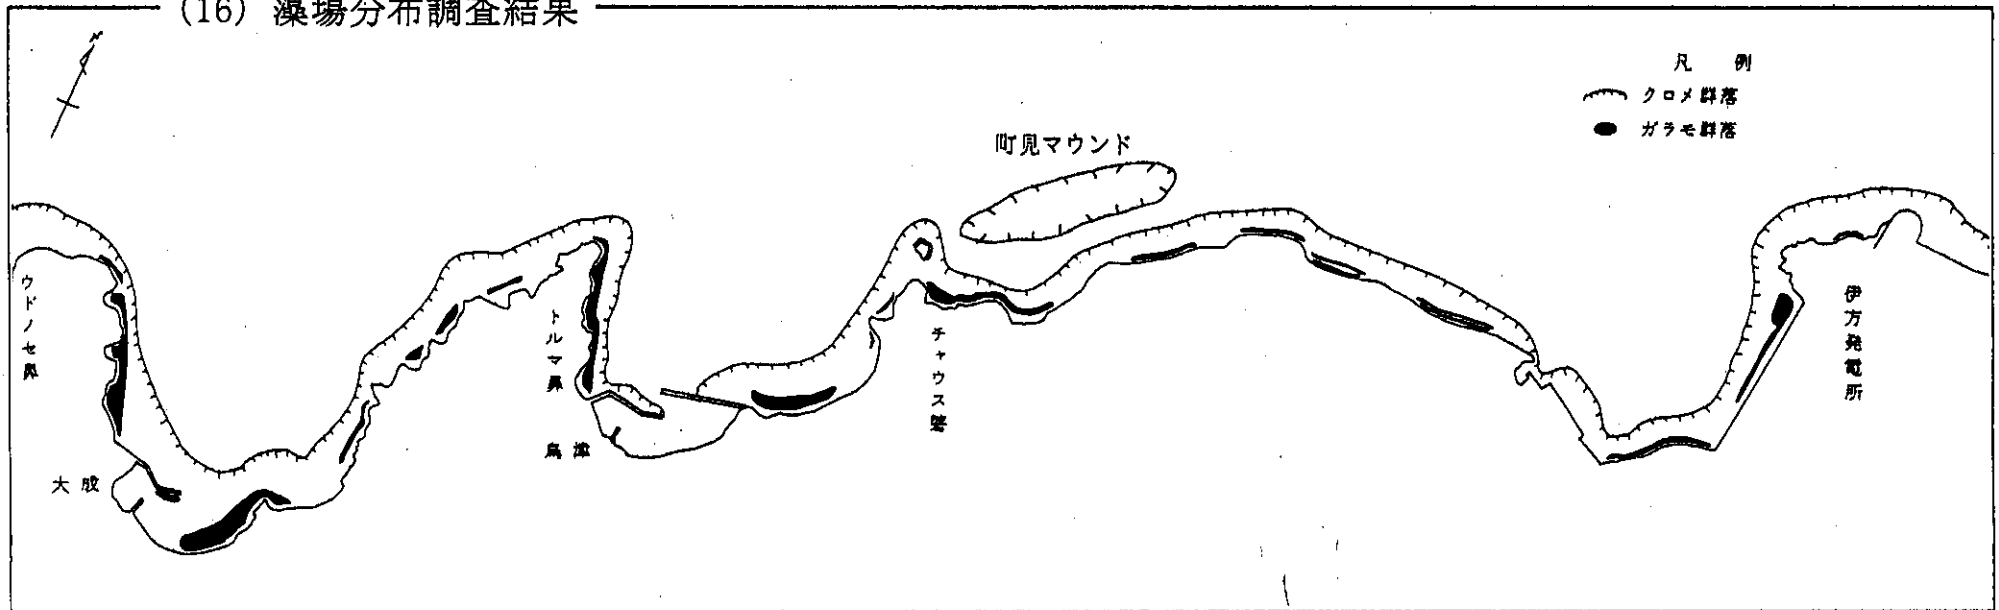 (16) 藻場分布調査結果
N
凡 例
クロメ群落
ガラモ群落
町見マウンド
ウドノセ鼻
大成
トルマ鼻
鳥津
チャウス
伊方発電所